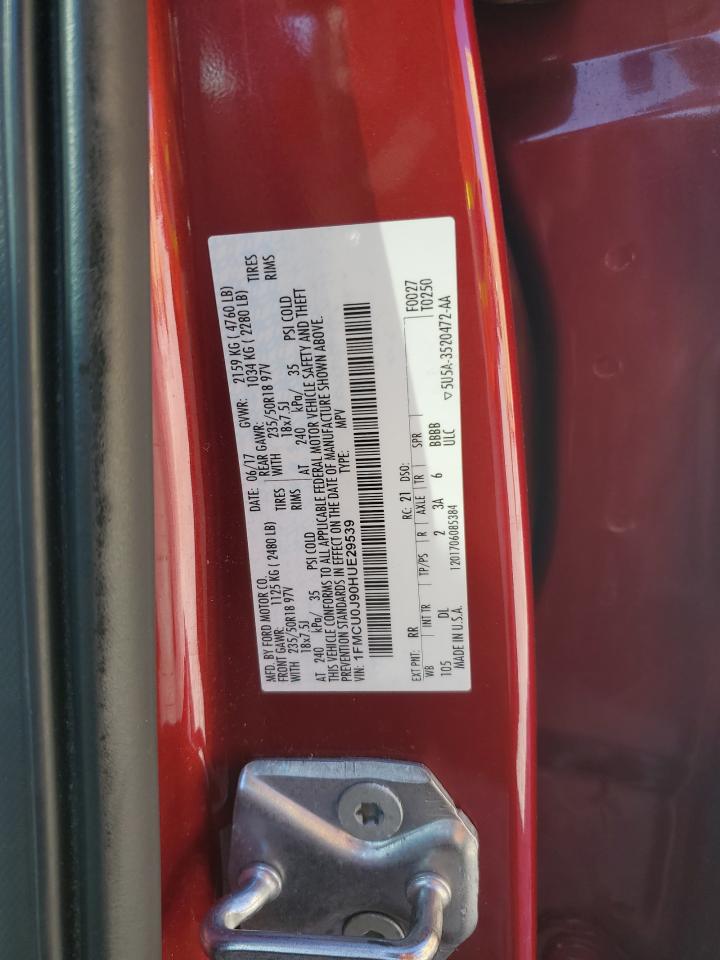 MFD. BY FORD MOTOR CO. DATE: 06/17 GVWR: 2159 KG ( 4760 LB)
FRONT GAWR: 1125 KG ( 2480 LB) REAR GAWR: 1034 KG ( 2280 LB)
WITH 235/50R18 97V TIRES WITH 235/50R18 97V TIRES
18x7.5J RIMS 18x7.5J RIMS
AT 240 kPa/ 35 PSI COLD AT 240 kPa/ 35 PSI COLD
THIS VEHICLE CONFORMS TO ALL APPLICABLE FEDERAL MOTOR VEHICLE SAFETY AND THEFT
PREVENTION STANDARDS IN EFFECT ON THE DATE OF MANUFACTURE SHOWN ABOVE.
VIN: 1FMCU0J90HUE29539 TYPE: MPV
EXT PNT: RR RC: 21 DSO: F0027
WB INT TR TP/PS R AXLE TR SPR T0250
105 DL 2 3A 6 BBBB
ULC
MADE IN U.S.A. 1201706085384 ▽5U5A-3520472-AA